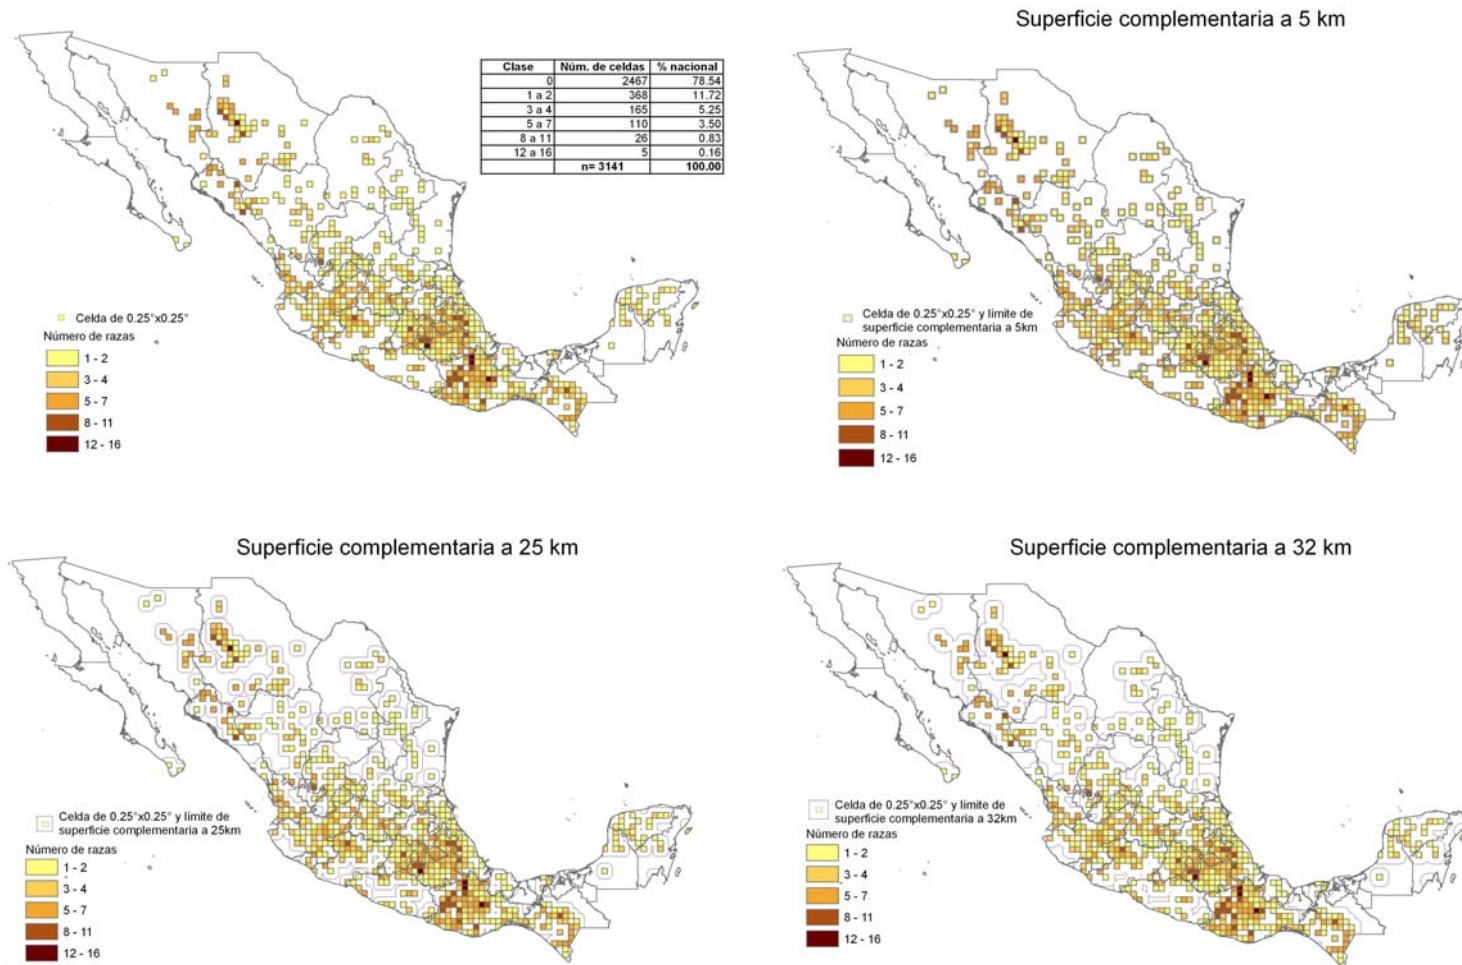 Superficie complementaria a 5 km
Clase Núm. de celdas % nacional
0 2467 78.54
1 a 2 368 11.72
3 a 4 165 5.25
5 a 7 110 3.50
8 a 11 26 0.83
12 a 16 5 0.16
n= 3141 100.00
Celda de 0.25°x0.25°
Número de razas
1 - 2
3 - 4
5 - 7
8 - 11
12 - 16
Celda de 0.25°x0.25° y límite de
superficie complementaria a 5km
Número de razas
1 - 2
3 - 4
5 - 7
8 - 11
12 - 16
Superficie complementaria a 25 km
Celda de 0.25°x0.25° y límite de
superficie complementaria a 25km
Número de razas
1 - 2
3 - 4
5 - 7
8 - 11
12 - 16
Superficie complementaria a 32 km
Celda de 0.25°x0.25° y límite de
superficie complementaria a 32km
Número de razas
1 - 2
3 - 4
5 - 7
8 - 11
12 - 16